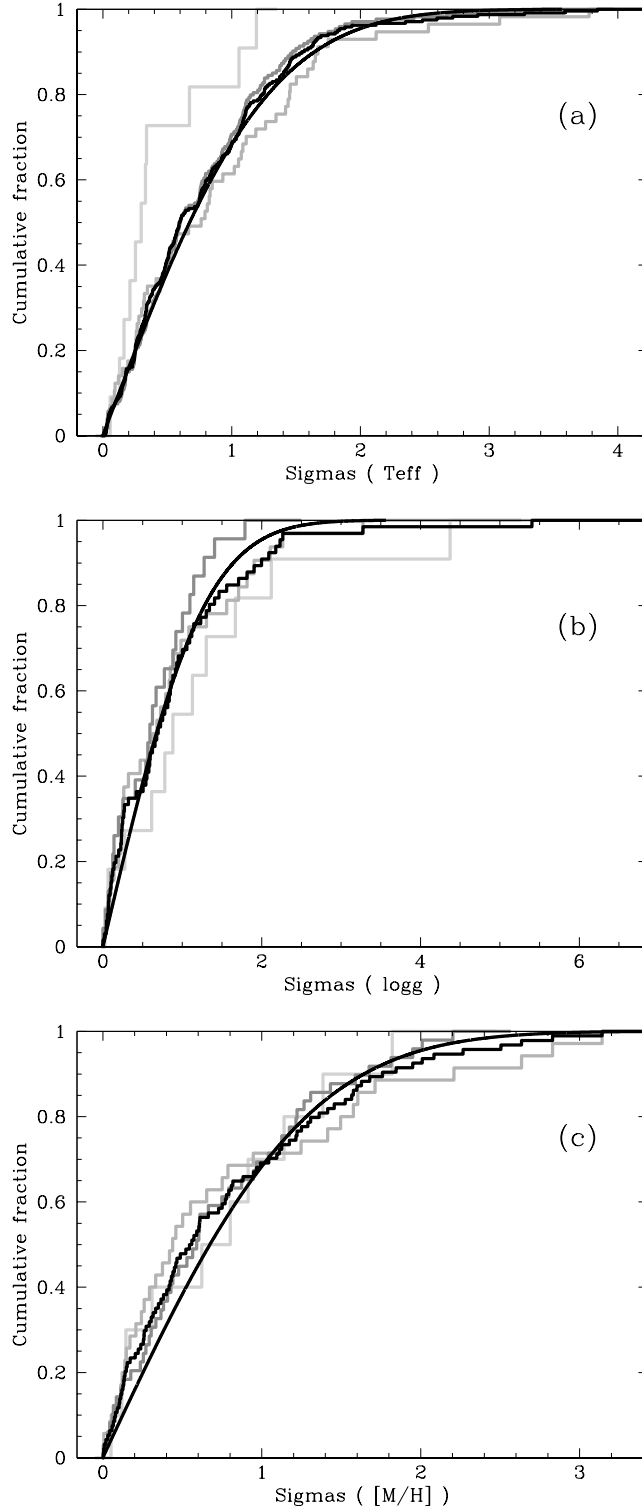 1
0.8
0.6
0.4
0.2
0
Cumulative fraction
(a)
0 1 2 3 4
Sigmas ( Teff )
1
0.8
0.6
0.4
0.2
0
Cumulative fraction
(b)
0 2 4 6
Sigmas ( logg )
1
0.8
0.6
0.4
0.2
0
Cumulative fraction
(c)
0 1 2 3
Sigmas ( [M/H] )